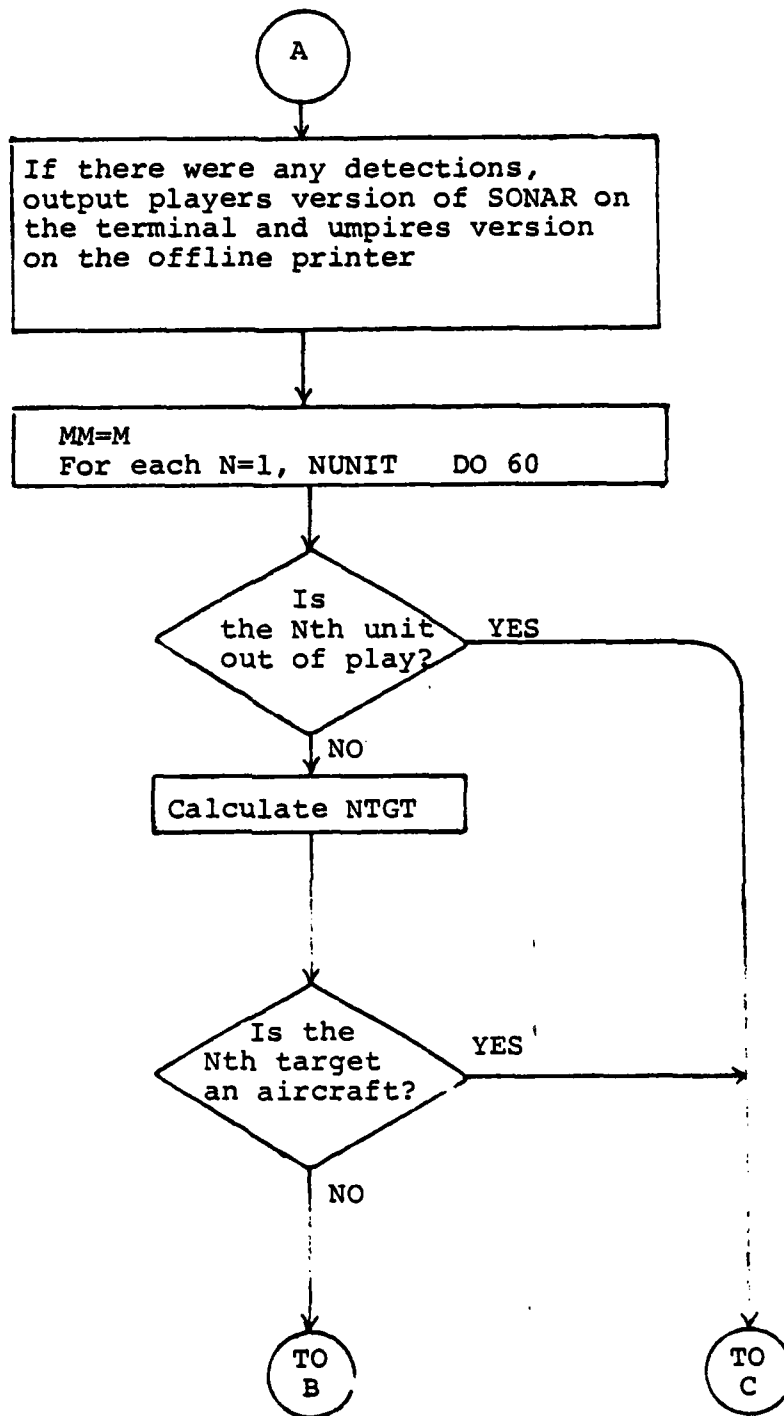 A
If there were any detections,
output players version of SONAR on
the terminal and umpires version
on the offline printer
MM=M
For each N=1, NUNIT DO 60
Is
the Nth unit
out of play?
YES
NO
Calculate NTGT
Is the
Nth target
an aircraft?
YES
NO
TO
B
TO
C